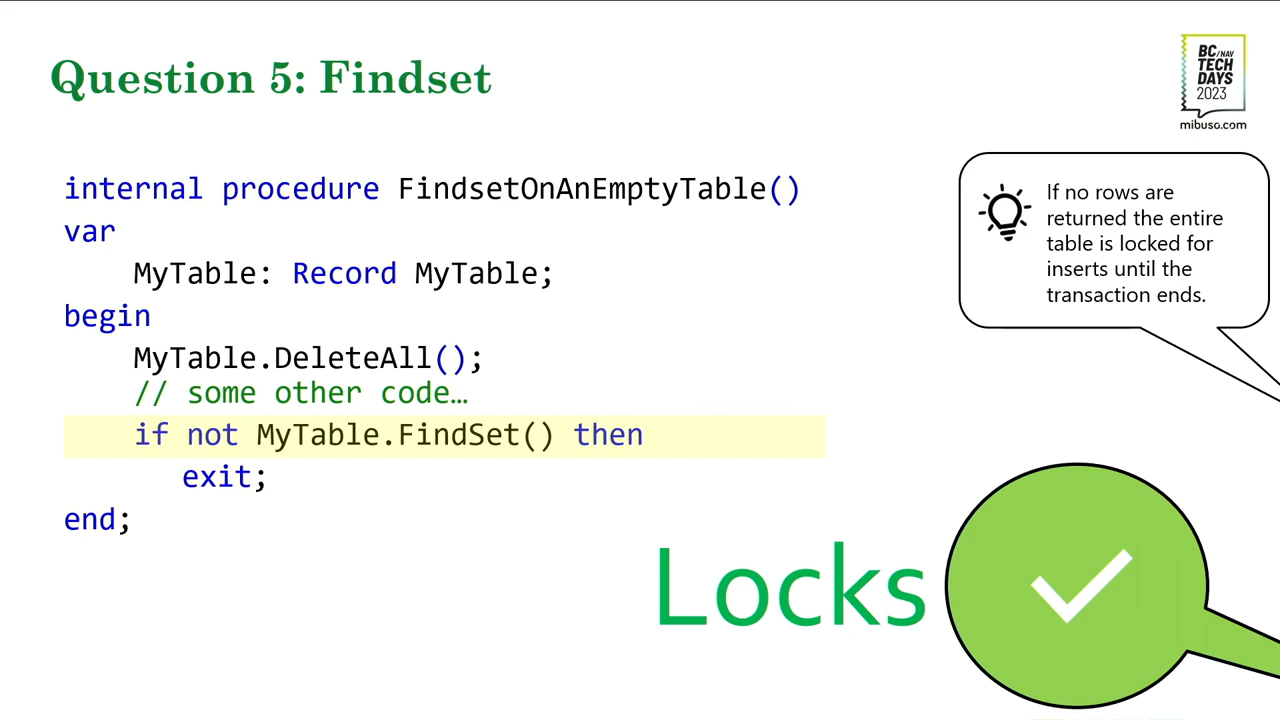 Question 5: Findset
BC/NAV
TECH
DAYS
2023
mibuso.com
internal procedure FindsetOnAnEmptyTable()
var
MyTable: Record MyTable;
begin
MyTable.DeleteAll();
// some other code…
if not MyTable.FindSet() then
exit;
end;
If no rows are
returned the entire
table is locked for
inserts until the
transaction ends.
Locks